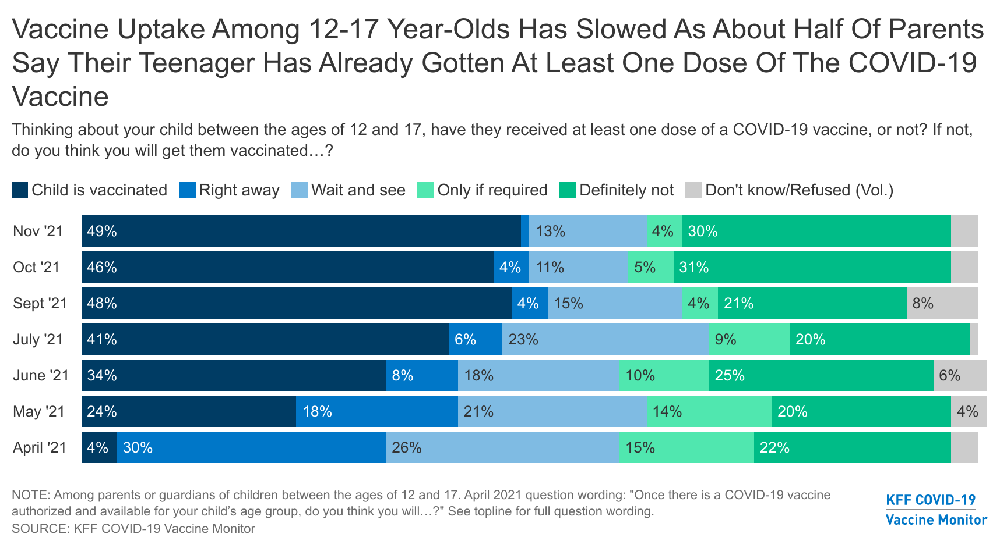 Vaccine Uptake Among 12-17 Year-Olds Has Slowed As About Half Of Parents
Say Their Teenager Has Already Gotten At Least One Dose Of The COVID-19
Vaccine
Thinking about your child between the ages of 12 and 17, have they received at least one dose of a COVID-19 vaccine, or not? If not,
do you think you will get them vaccinated…?
Child is vaccinated Right away Wait and see Only if required Definitely not Don't know/Refused (Vol.)
Nov '21 49% 13% 4% 30%
Oct '21 46% 4% 11% 5% 31%
Sept '21 48% 4% 15% 4% 21% 8%
July '21 41% 6% 23% 9% 20%
June '21 34% 8% 18% 10% 25% 6%
May '21 24% 18% 21% 14% 20% 4%
April '21 4% 30% 26% 15% 22%
NOTE: Among parents or guardians of children between the ages of 12 and 17. April 2021 question wording: "Once there is a COVID-19 vaccine
authorized and available for your child’s age group, do you think you will…?" See topline for full question wording.
SOURCE: KFF COVID-19 Vaccine Monitor
KFF COVID-19
Vaccine Monitor